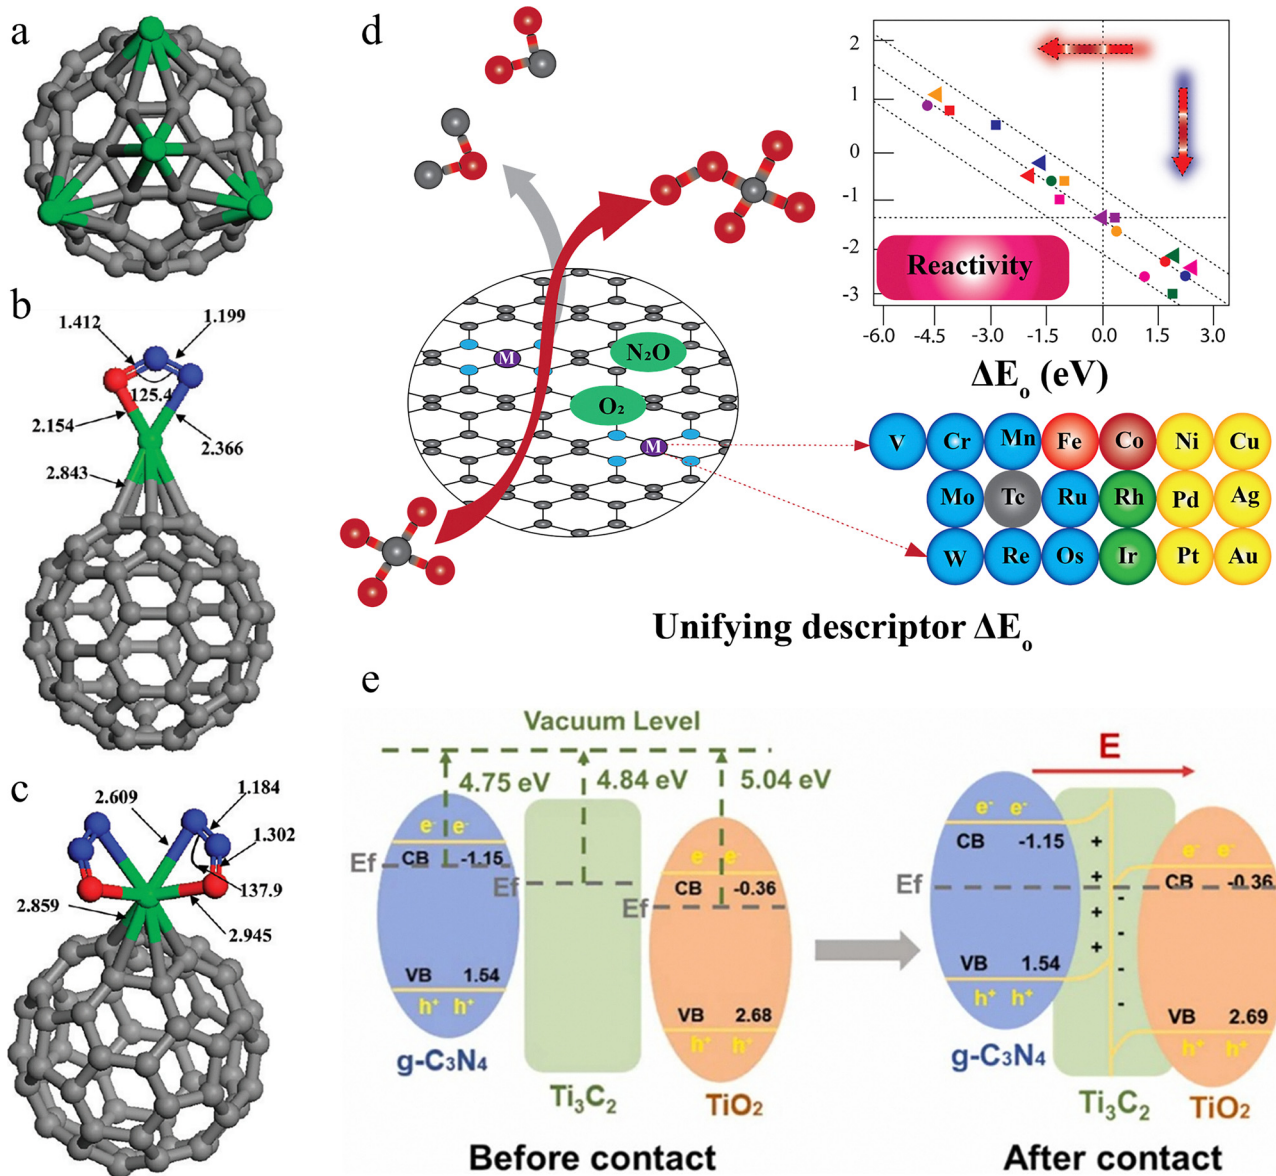 a
b
1.412
1.199
125.4
2.154
2.366
2.843
c
2.609
1.184
1.302
137.9
2.859
2.945
d
M
N₂O
O₂
M
2
1
0
-1
-2
-3
Reactivity
-6.0
-4.5
-3.0
-1.5
0.0
1.5
3.0
ΔEₒ (eV)
V Cr Mn Fe Co Ni Cu
Mo Tc Ru Rh Pd Ag
W Re Os Ir Pt Au
Unifying descriptor ΔEₒ
e
Vacuum Level
4.75 eV
4.84 eV
5.04 eV
e⁻ e⁻
CB -1.15
Ef
VB 1.54
h⁺ h⁺
g-C₃N₄
Ef
Ti₃C₂
e⁻ e⁻
CB -0.36
Ef
VB 2.68
h⁺ h⁺
TiO₂
Before contact
E
e⁻ e⁻
CB -1.15
Ef
VB 1.54
h⁺ h⁺
g-C₃N₄
+
+
+
+
-
-
-
-
Ti₃C₂
e⁻ e⁻
CB -0.36
VB 2.69
h⁺ h⁺
TiO₂
After contact